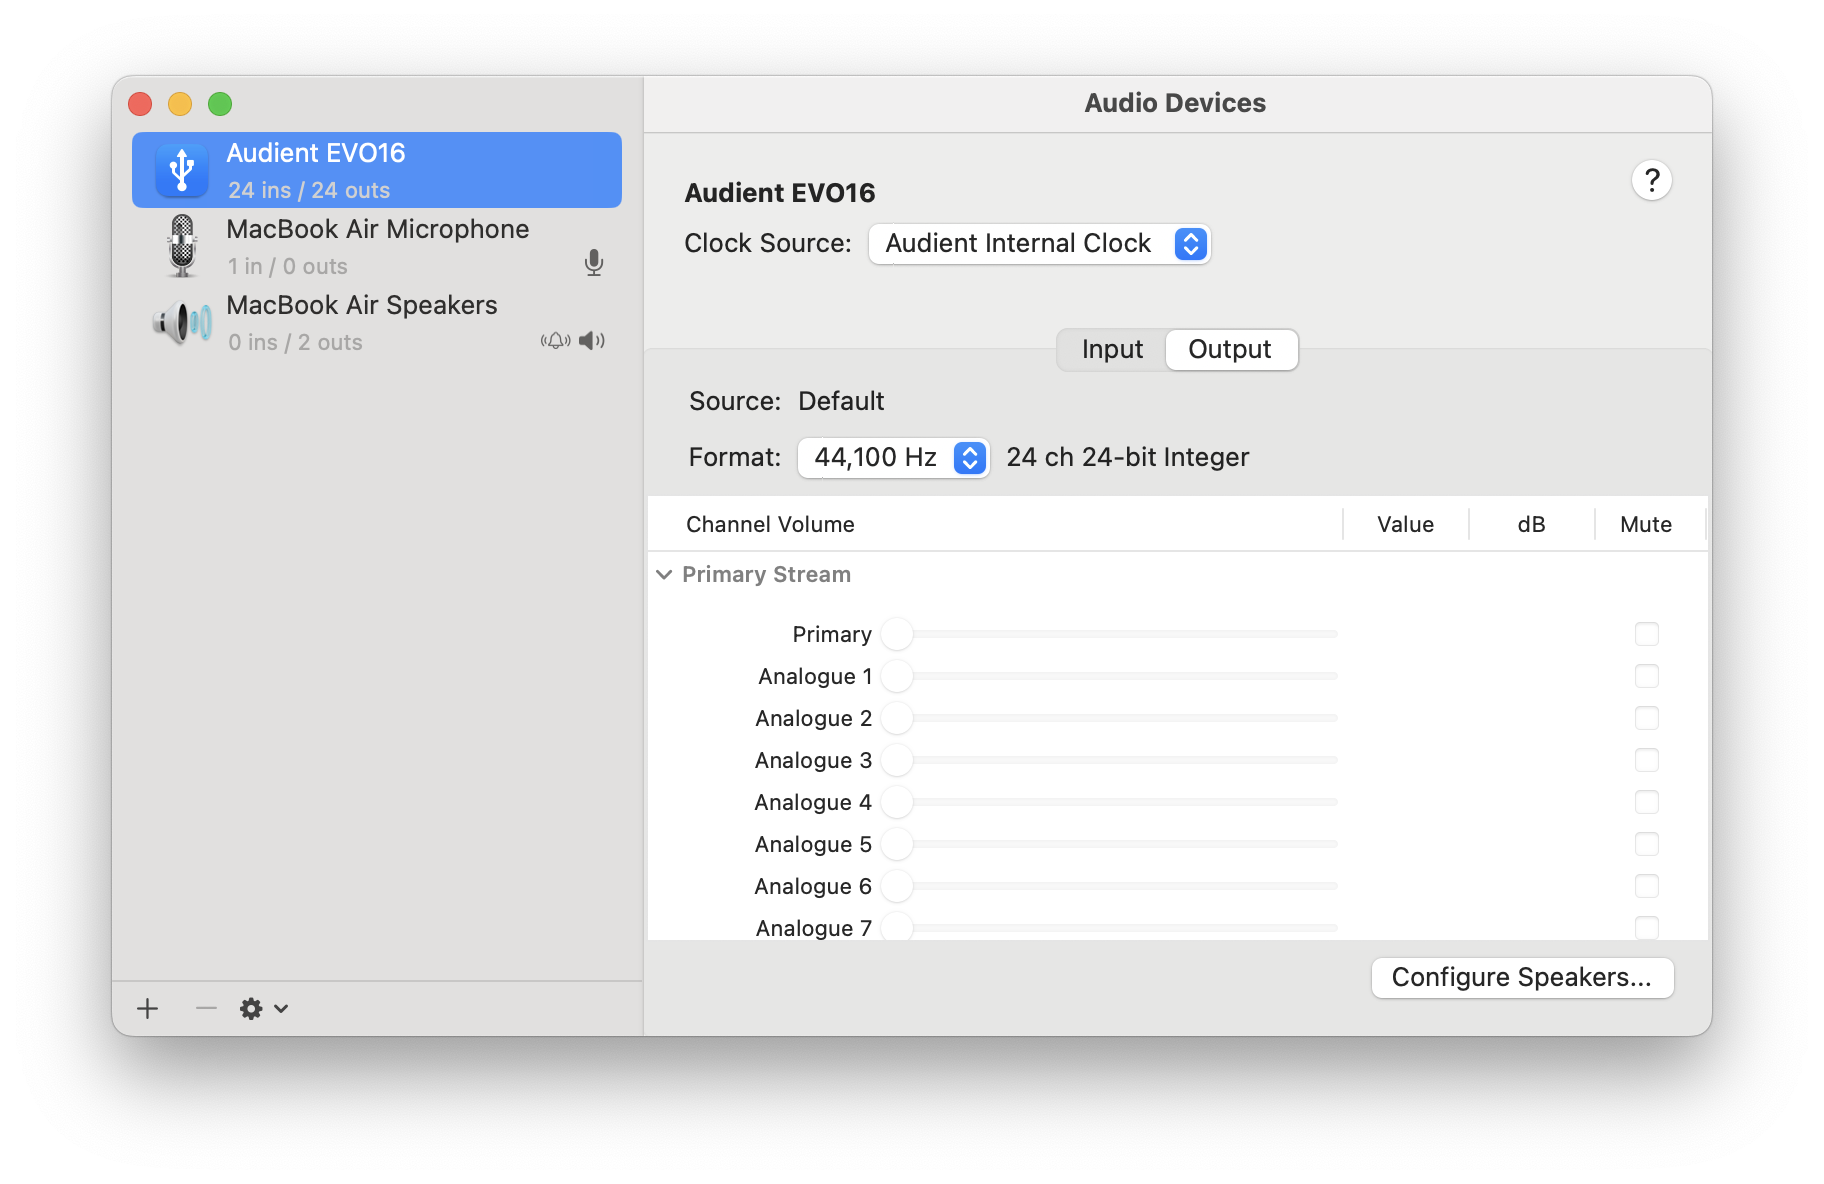 Audio Devices
Audient EVO16
24 ins / 24 outs
MacBook Air Microphone
1 in / 0 outs
MacBook Air Speakers
0 ins / 2 outs
Audient EVO16
?
Clock Source: Audient Internal Clock
Input Output
Source: Default
Format: 44,100 Hz 24 ch 24-bit Integer
Channel Volume Value dB Mute
Primary Stream
Primary
Analogue 1
Analogue 2
Analogue 3
Analogue 4
Analogue 5
Analogue 6
Analogue 7
Configure Speakers...